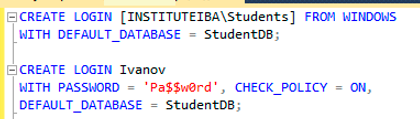 CREATE LOGIN [INSTITUTEIBA\Students] FROM WINDOWS
WITH DEFAULT_DATABASE = StudentDB;
CREATE LOGIN Ivanov
WITH PASSWORD = 'Pa$$w0rd', CHECK_POLICY = ON,
DEFAULT_DATABASE = StudentDB;